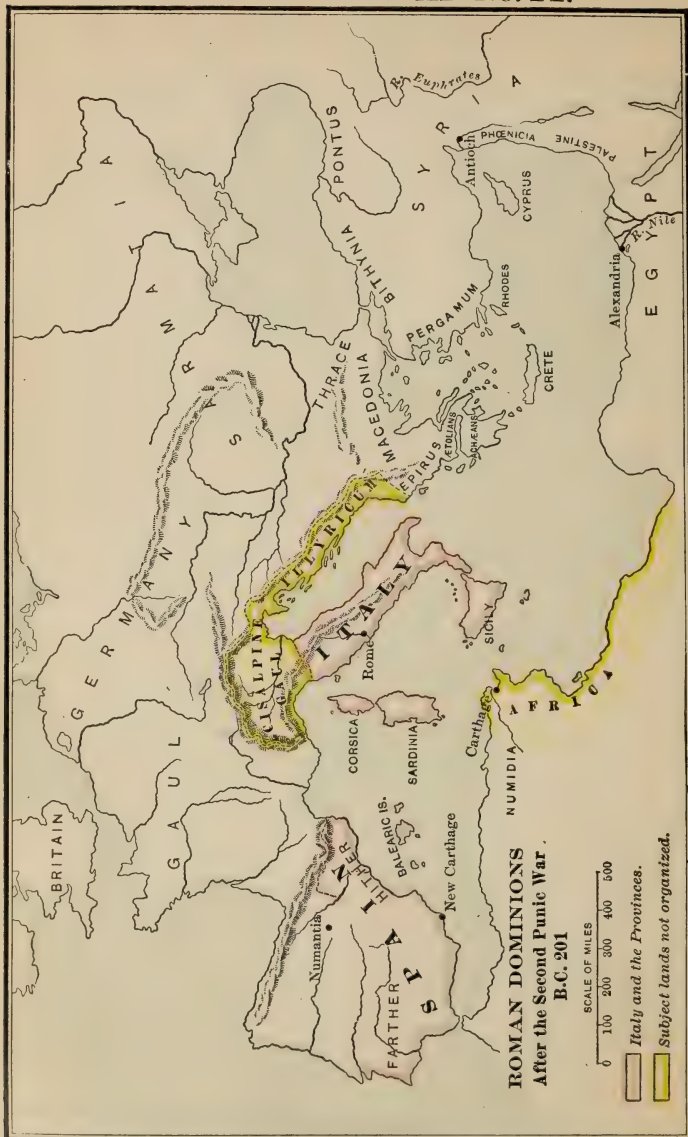 BRITAIN
GERMANY
SARMATIA
GAUL
CISALPINE
GAUL
ILLYRICUM
THRACE
MACEDONIA
EPIRUS
ÆTOLIANS
ACHÆANS
BITHYNIA
PONTUS
PERGAMUM
RHODES
CRETE
CYPRUS
SYRIA
R. Euphrates
Antioch
PHŒNICIA
PALESTINE
Alexandria
R. Nile
EGYPT
ITALY
Rome
CORSICA
SARDINIA
SICILY
Carthage
AFRICA
NUMIDIA
SPAIN
HITHER
FARTHER
Numantia
BALEARIC IS.
New Carthage
ROMAN DOMINIONS
After the Second Punic War
B.C. 201
SCALE OF MILES
0 100 200 300 400 500
Italy and the Provinces.
Subject lands not organized.